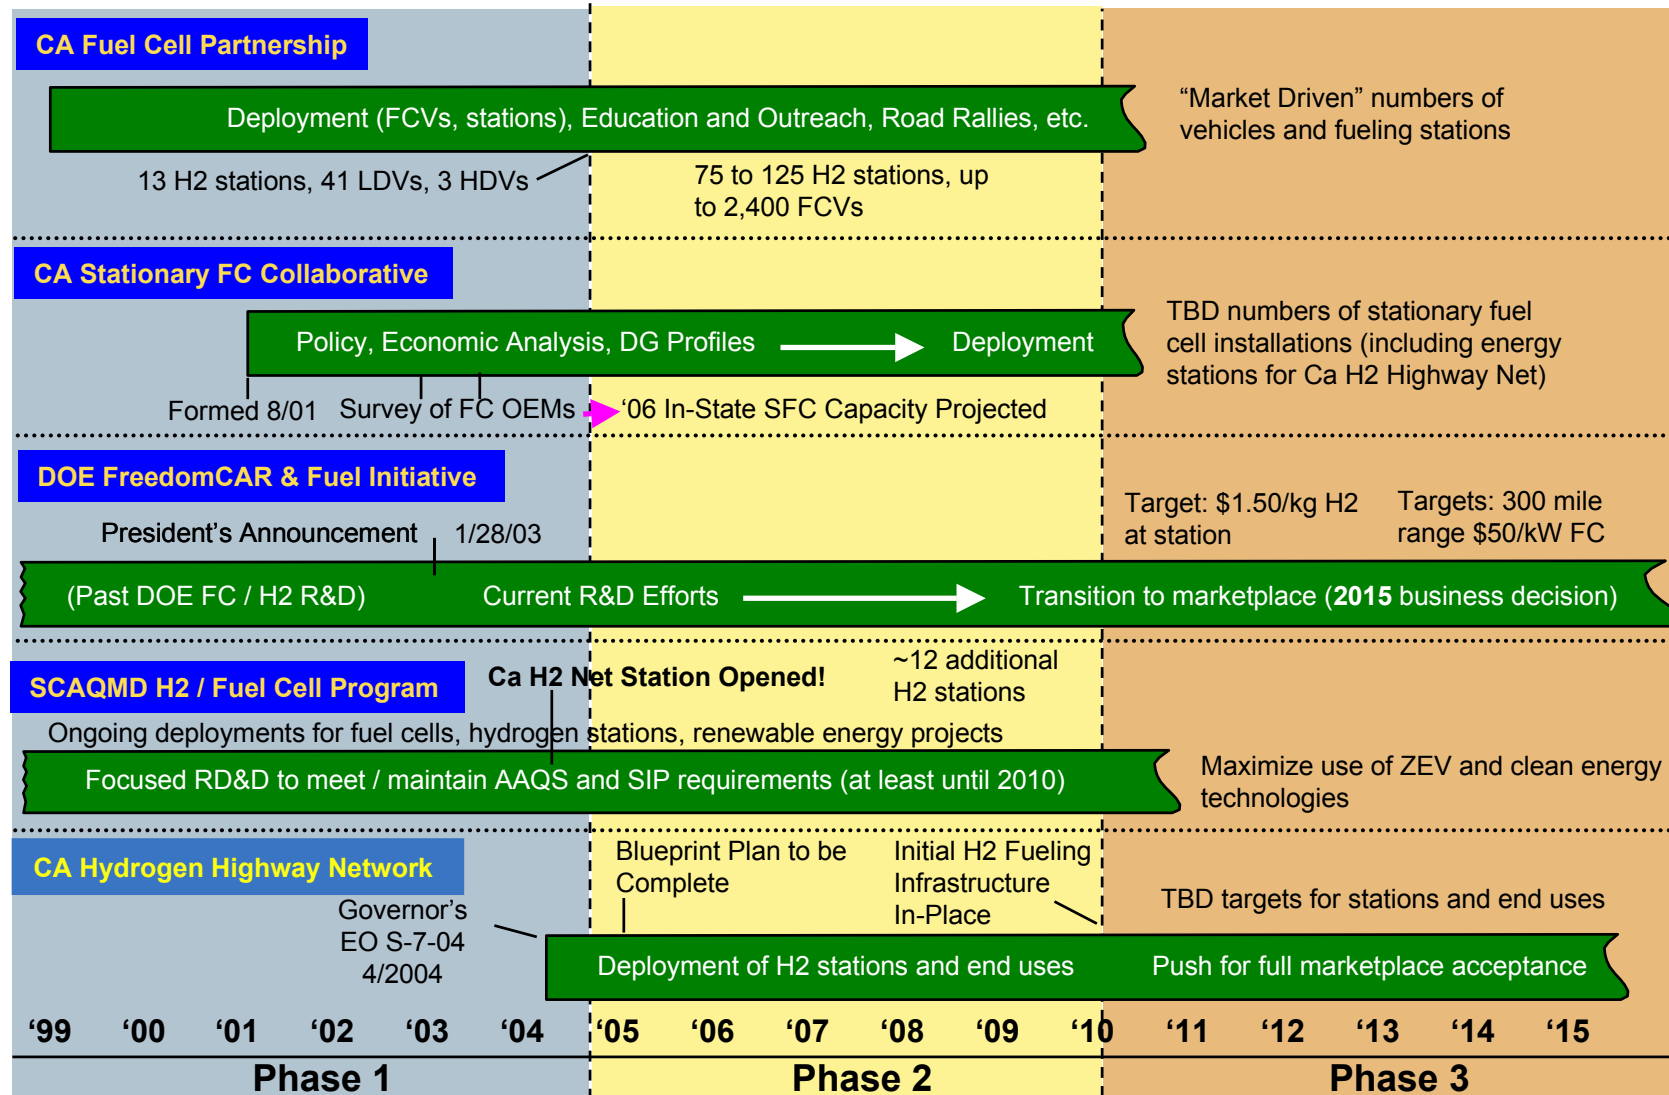 CA Fuel Cell Partnership
Deployment (FCVs, stations), Education and Outreach, Road Rallies, etc.
“Market Driven” numbers of
vehicles and fueling stations
13 H2 stations, 41 LDVs, 3 HDVs
75 to 125 H2 stations, up
to 2,400 FCVs
CA Stationary FC Collaborative
Policy, Economic Analysis, DG Profiles
Deployment
TBD numbers of stationary fuel
cell installations (including energy
stations for Ca H2 Highway Net)
Formed 8/01
Survey of FC OEMs
‘06 In-State SFC Capacity Projected
DOE FreedomCAR & Fuel Initiative
President’s Announcement
1/28/03
Target: $1.50/kg H2
at station
Targets: 300 mile
range $50/kW FC
(Past DOE FC / H2 R&D)
Current R&D Efforts
Transition to marketplace (2015 business decision)
SCAQMD H2 / Fuel Cell Program
Ca H2 Net Station Opened!
~12 additional
H2 stations
Ongoing deployments for fuel cells, hydrogen stations, renewable energy projects
Focused RD&D to meet / maintain AAQS and SIP requirements (at least until 2010)
Maximize use of ZEV and clean energy
technologies
CA Hydrogen Highway Network
Governor’s
EO S-7-04
4/2004
Blueprint Plan to be
Complete
Initial H2 Fueling
Infrastructure
In-Place
TBD targets for stations and end uses
Deployment of H2 stations and end uses
Push for full marketplace acceptance
‘99 ‘00 ‘01 ‘02 ‘03 ‘04 ‘05 ‘06 ‘07 ‘08 ‘09 ‘10 ‘11 ‘12 ‘13 ‘14 ‘15
Phase 1 Phase 2 Phase 3